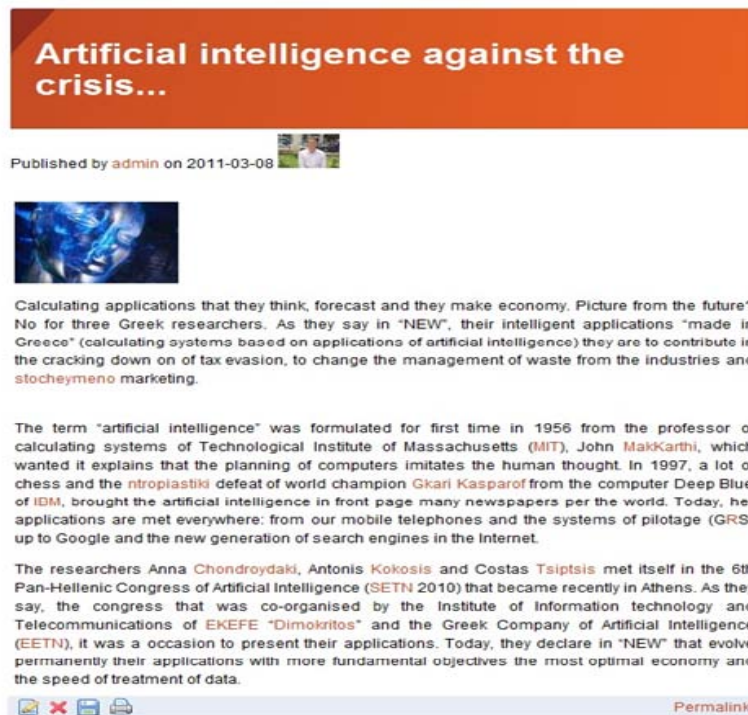 Artificial intelligence against the
crisis...
Published by admin on 2011-03-08
Calculating applications that they think, forecast and they make economy. Picture from the future?
No for three Greek researchers. As they say in "NEW", their intelligent applications "made in
Greece" (calculating systems based on applications of artificial intelligence) they are to contribute in
the cracking down on of tax evasion, to change the management of waste from the industries and
stocheymeno marketing.
The term "artificial intelligence" was formulated for first time in 1956 from the professor o
calculating systems of Technological Institute of Massachusetts (MIT), John MakKarthi, which
wanted it explains that the planning of computers imitates the human thought. In 1997, a lot o
chess and the ntropiastiki defeat of world champion Gkari Kasparof from the computer Deep Blue
of IBM, brought the artificial intelligence in front page many newspapers per the world. Today, he
applications are met everywhere: from our mobile telephones and the systems of pilotage (GRS
up to Google and the new generation of search engines in the Internet.
The researchers Anna Chondroydaki, Antonis Kokosis and Costas Tsiptsis met itself in the 6th
Pan-Hellenic Congress of Artificial Intelligence (SETN 2010) that became recently in Athens. As the
say, the congress that was co-organised by the Institute of Information technology and
Telecommunications of EKEFE "Dimokritos" and the Greek Company of Artificial Intelligence
(EETN), it was a occasion to present their applications. Today, they declare in "NEW" that evolve
permanently their applications with more fundamental objectives the most optimal economy and
the speed of treatment of data.
Permalink